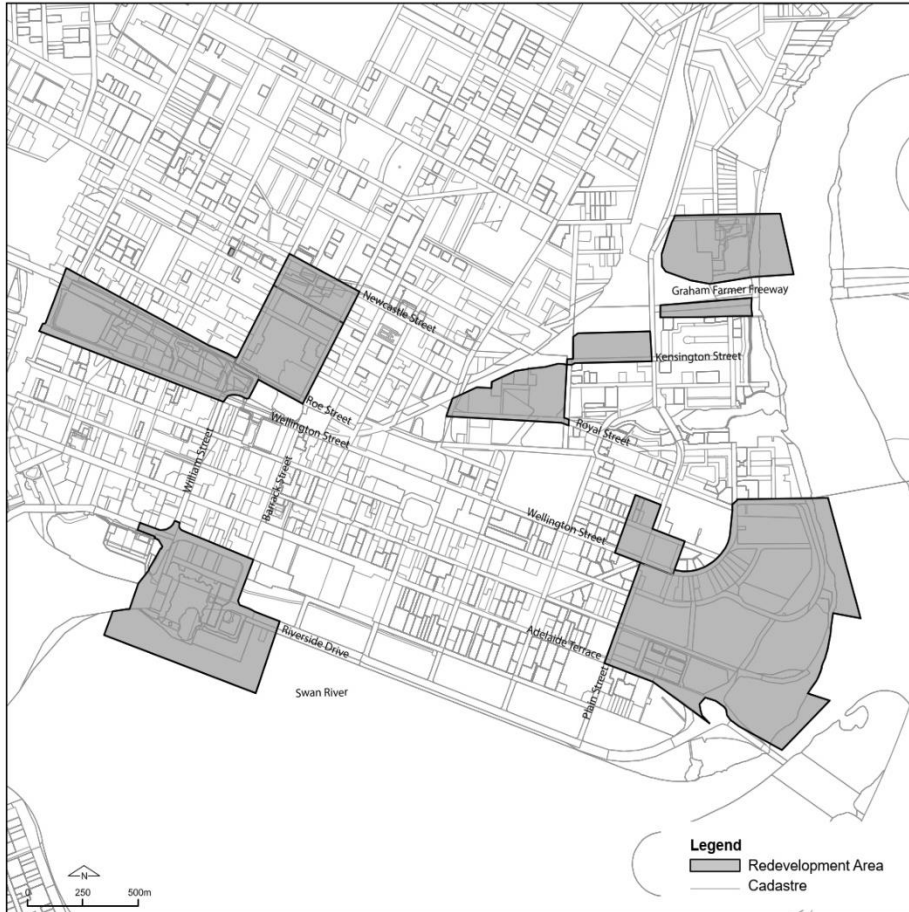 Graham Farmer Freeway
Newcastle Street
Kensington Street
Roe Street
Wellington Street
Royal Street
William Street
Barrack Street
Wellington Street
Riverside Drive
Adelaide Terrace
Plain Street
Swan River
Legend
Redevelopment Area
Cadastre
N
0 250 500m